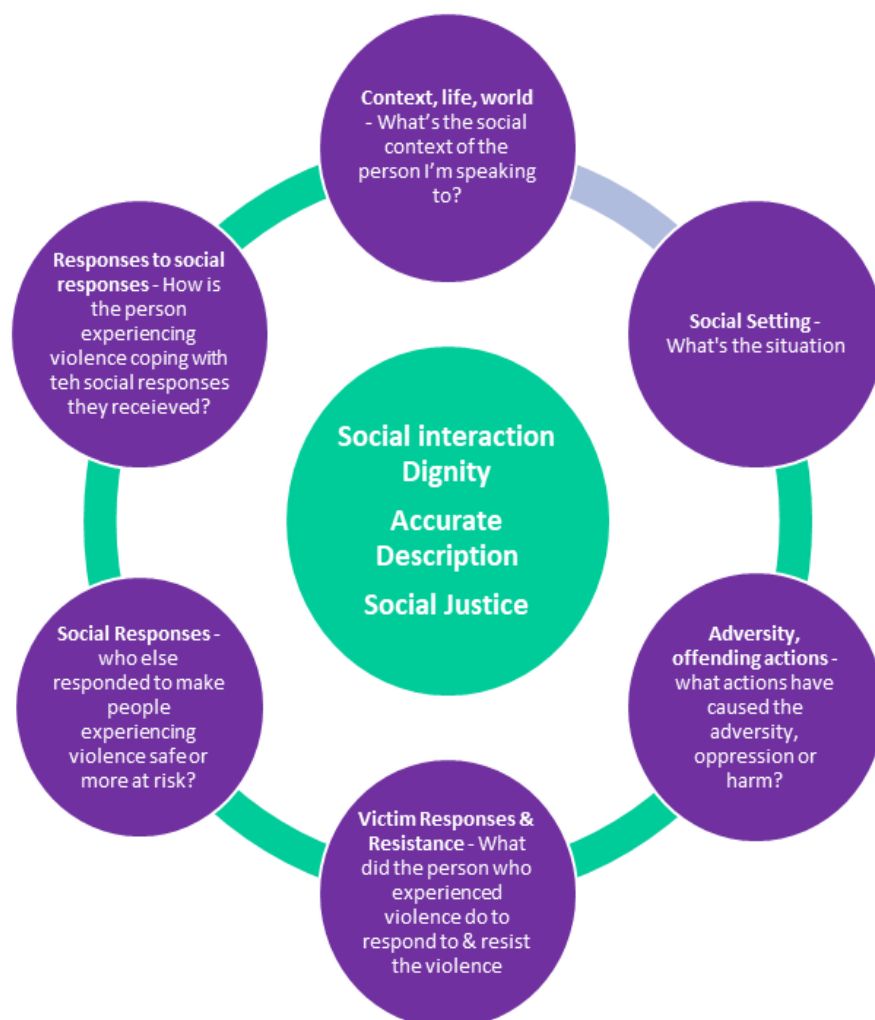 Context, life, world
- What's the social
context of the
person I'm speaking
to?
Social Setting -
What's the situation
Adversity,
offending actions -
what actions have
caused the
adversity,
oppression or
harm?
Victim Responses &
Resistance - What
did the person who
experienced
violence do to
respond to & resist
the violence
Social Responses -
who else
responded to make
people
experiencing
violence safe or
more at risk?
Responses to social
responses - How is
the person
experiencing
violence coping with
teh social responses
they receieved?
Social interaction
Dignity
Accurate
Description
Social Justice